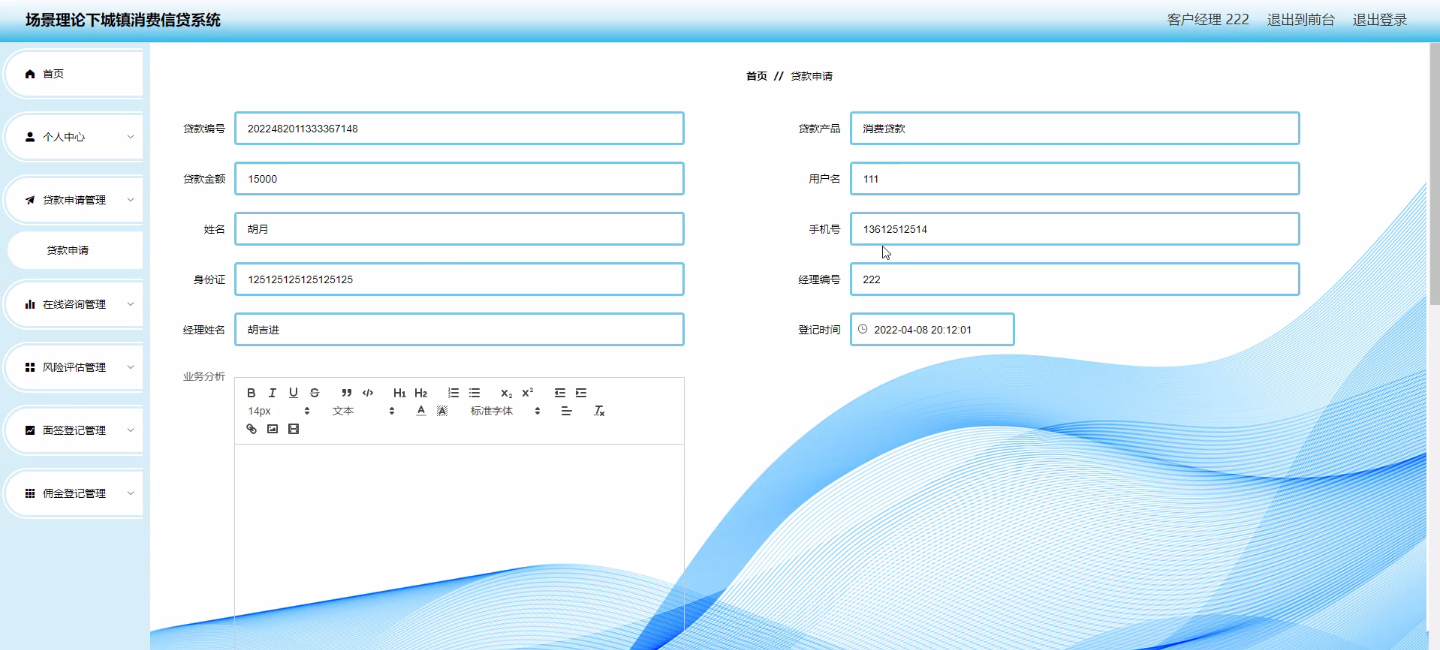 场景理论下城镇消费信贷系统
客户经理 222 退出到前台 退出登录
首页
个人中心
贷款申请管理
贷款申请
在线咨询管理
风险评估管理
面签登记管理
佣金登记管理
首页 // 贷款申请
贷款编号 2022482011333367148 贷款产品 消费贷款
贷款金额 15000 用户名 111
姓名 胡月 手机号 13612512514
身份证 125125125125125125 经理编号 222
经理姓名 胡吉进 登记时间 2022-04-08 20:12:01
业务分析
B I U S H1 H2 x₂ x²
14px 文本 A A 标准字体 Tx